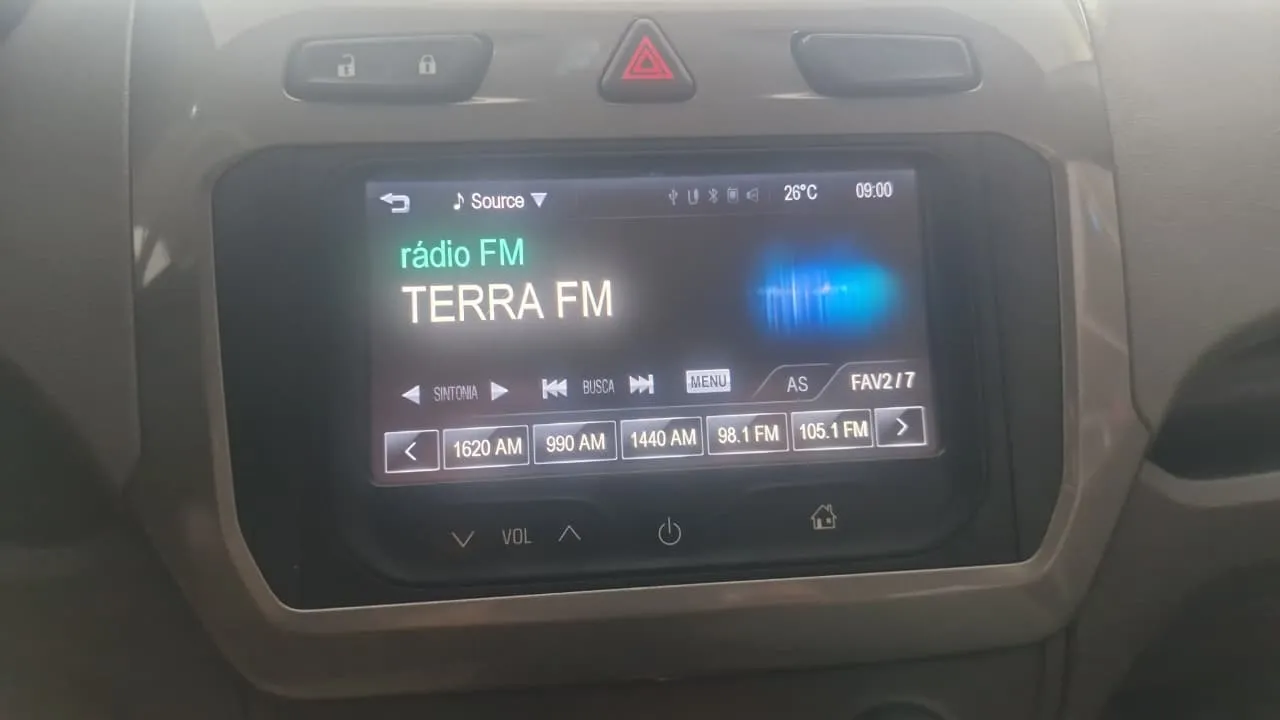 Source 26°C 09:00
rádio FM
TERRA FM
SINTONIA BUSCA MENU AS FAV2/7
1620 AM 990 AM 1440 AM 98.1 FM 105.1 FM
VOL